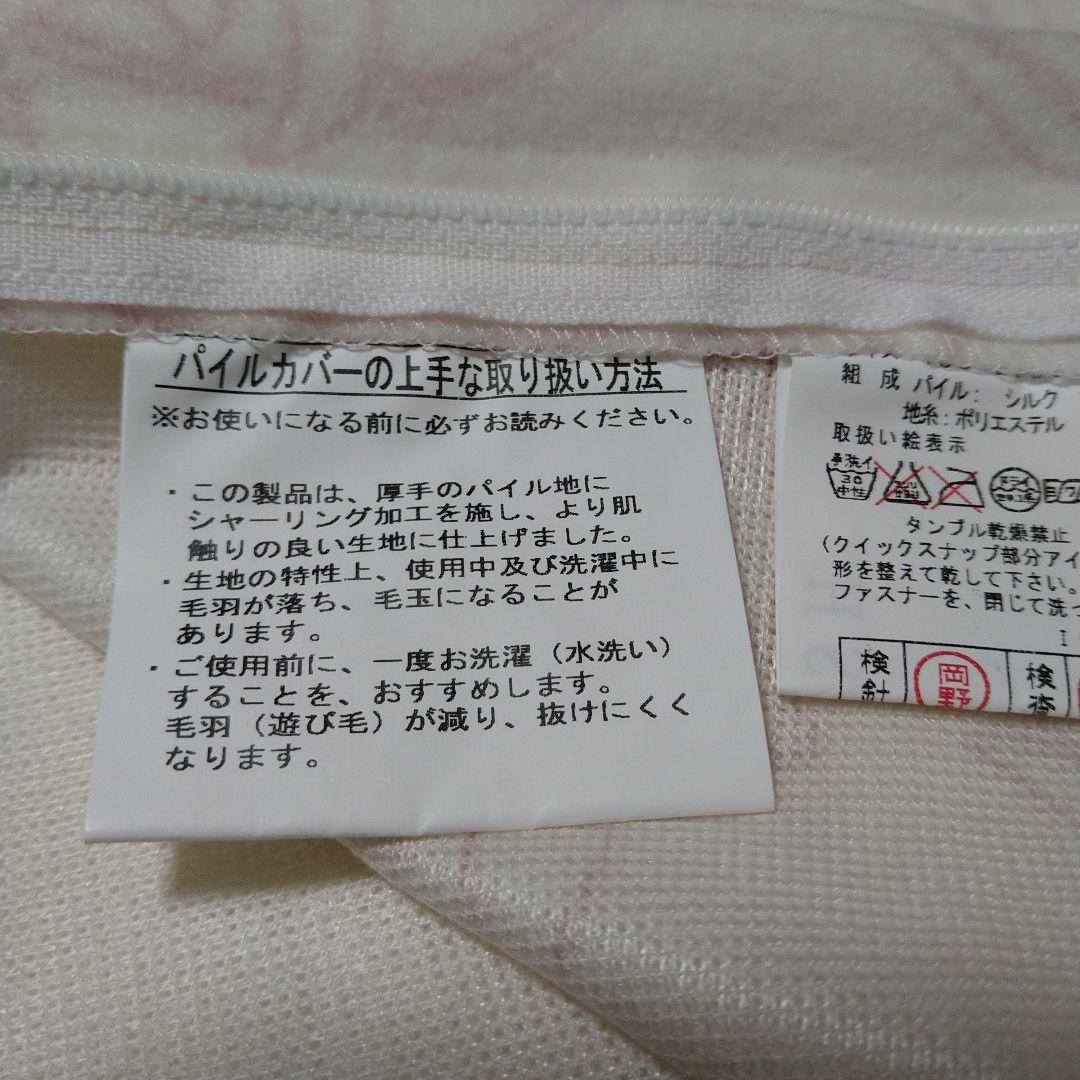 パイルカバーの上手な取り扱い方法
※お使いになる前に必ずお読みください。
・この製品は、厚手のパイル地に
シャーリング加工を施し、より肌
触りの良い生地に仕上げました。
・生地の特性上、使用中及び洗濯中に
毛羽が落ち、毛玉になることが
あります。
・ご使用前に、一度お洗濯（水洗い）
することを、おすすめします。
毛羽（遊び毛）が減り、抜けにくく
なります。
組成 パイル： シルク
地糸：ポリエステル
取扱い絵表示
手洗イ
30
中性
ドライ
タンブル乾燥禁止
（クイックスナップ部分アイ
形を整えて乾して下さい。
ファスナーを、閉じて洗っ
検針
岡野
検査